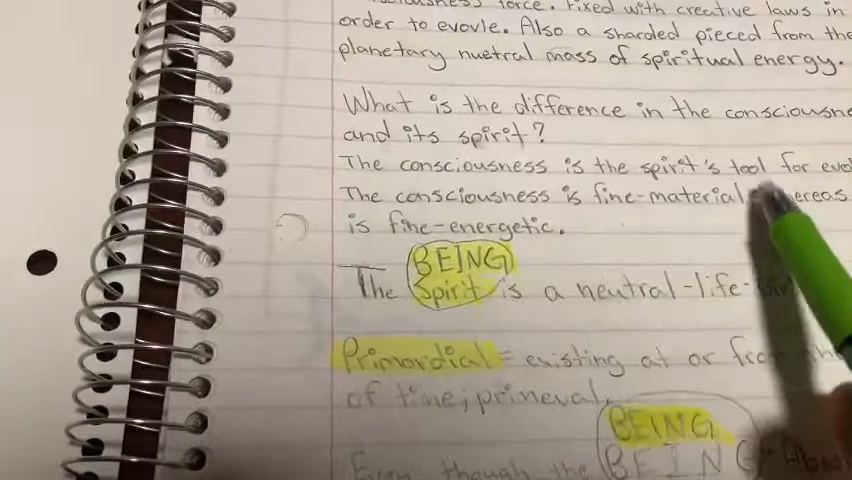 force. Fixed with creative laws in
order to evovle. Also a sharded pieced from the
planetary nuetral mass of spiritual energy.
What is the difference in the
and its spirit?
The consciousness is the spirit's tool for
The consciousness is fine-material
is fine-energetic.
BEING
The spirit is a neutral-life-
Primordial = existing at or from
of time; primeval.
BEING
Even though the BEING